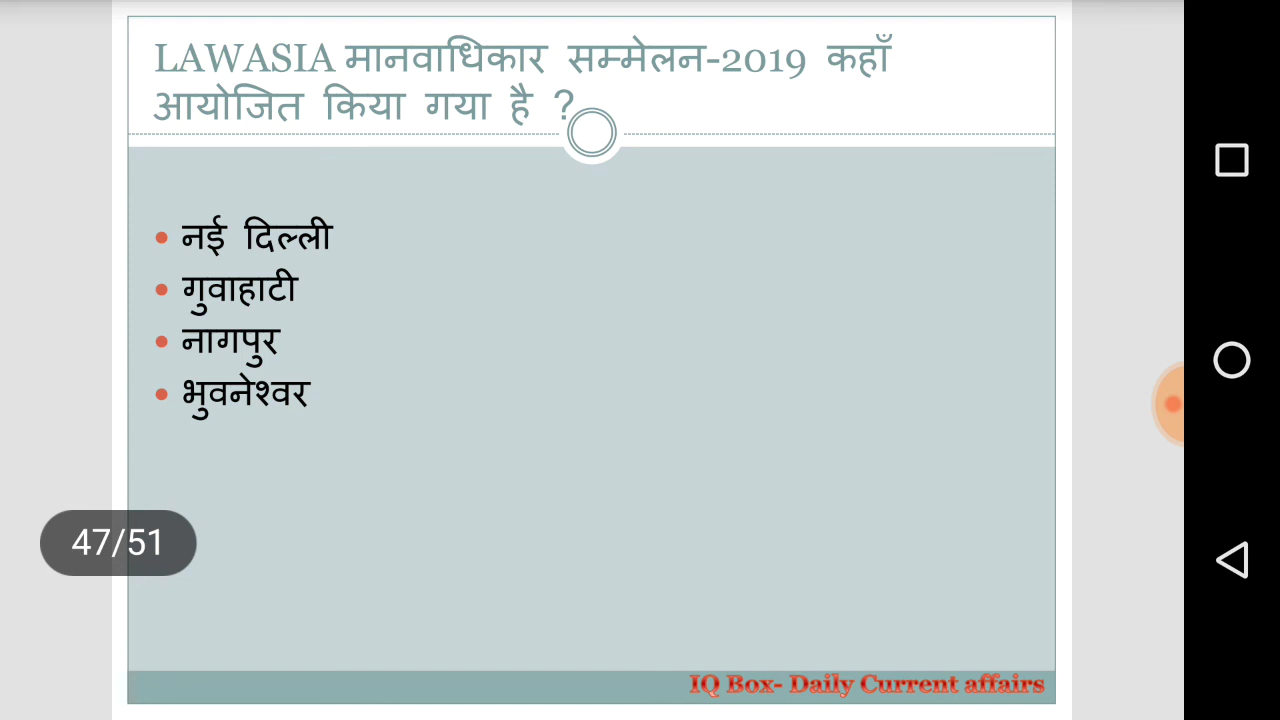 LAWASIA मानवाधिकार सम्मेलन-2019 कहाँ
आयोजित किया गया है ?
नई दिल्ली
गुवाहाटी
नागपुर
भुवनेश्वर
47/51
IQ Box- Daily Current affairs